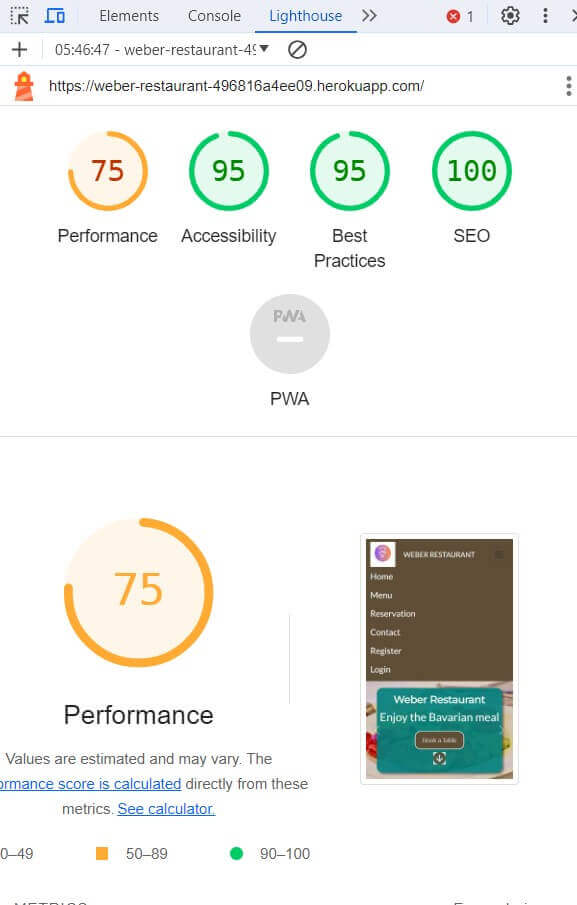 Elements Console Lighthouse 1
05:46:47 - weber-restaurant-49
https://weber-restaurant-496816a4ee09.herokuapp.com/
75 95 95 100
Performance Accessibility Best SEO
Practices
PWA
PWA
75
WEBER RESTAURANT
Home
Menu
Reservation
Contact
Register
Login
Weber Restaurant
Enjoy the Bavarian meal
Book a Table
Performance
Values are estimated and may vary. The
ormance score is calculated directly from these
metrics. See calculator.
0–49 50–89 90–100
METRICS